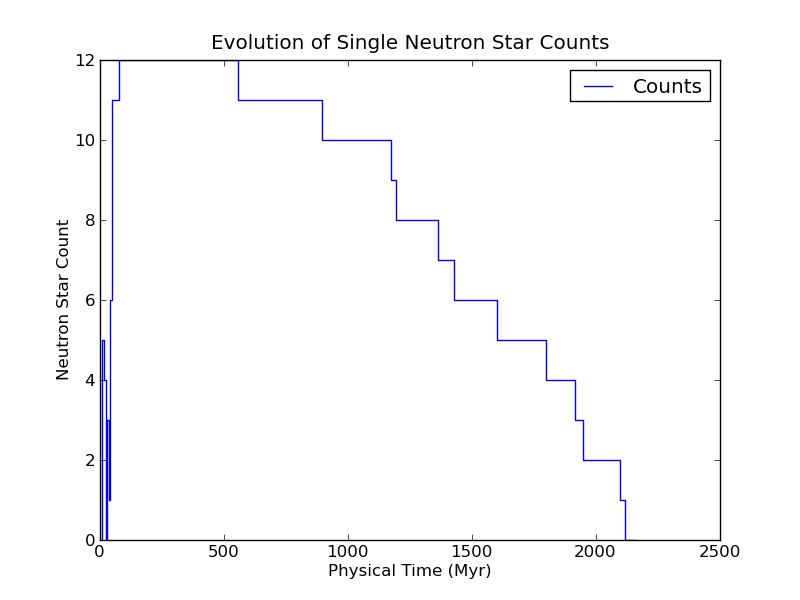 Evolution of Single Neutron Star Counts
Counts
Neutron Star Count
12
10
8
6
4
2
0
0 500 1000 1500 2000 2500
Physical Time (Myr)